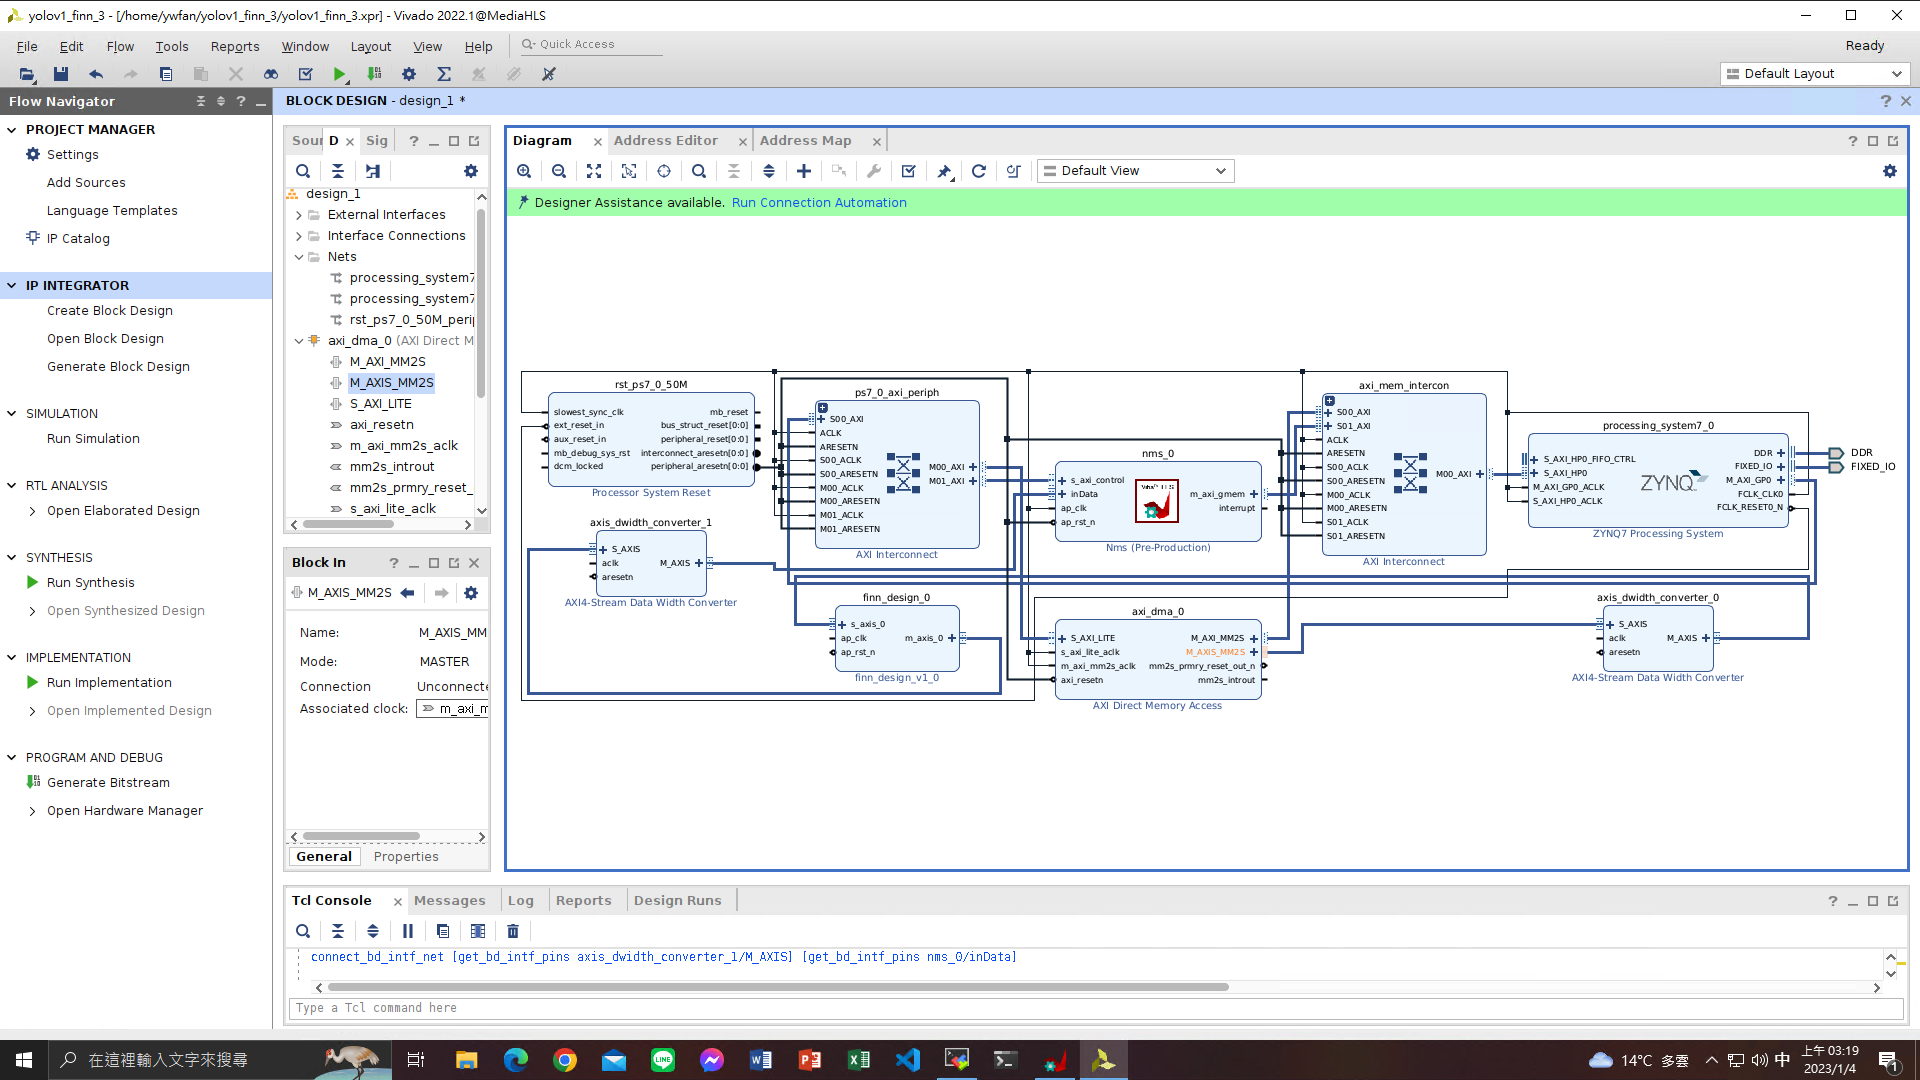 yolov1_finn_3 - [/home/ywfan/yolov1_finn_3/yolov1_finn_3.xpr] - Vivado 2022.1@MediaHLS
File Edit Flow Tools Reports Window Layout View Help Quick Access Ready
Default Layout
Flow Navigator
PROJECT MANAGER
Settings
Add Sources
Language Templates
IP Catalog
IP INTEGRATOR
Create Block Design
Open Block Design
Generate Block Design
SIMULATION
Run Simulation
RTL ANALYSIS
Open Elaborated Design
SYNTHESIS
Run Synthesis
Open Synthesized Design
IMPLEMENTATION
Run Implementation
Open Implemented Design
PROGRAM AND DEBUG
Generate Bitstream
Open Hardware Manager
BLOCK DESIGN - design_1 *
Sour D Sig
design_1
External Interfaces
Interface Connections
Nets
processing_system7
processing_system7
rst_ps7_0_50M_peri
axi_dma_0 (AXI Direct M
M_AXI_MM2S
M_AXIS_MM2S
S_AXI_LITE
axi_resetn
m_axi_mm2s_aclk
mm2s_introut
mm2s_prmry_reset_
s_axi_lite_aclk
Block In
M_AXIS_MM2S
Name: M_AXIS_MM
Mode: MASTER
Connection Unconnecte
Associated clock: m_axi_m
General Properties
Diagram Address Editor Address Map
Default View
Designer Assistance available. Run Connection Automation
rst_ps7_0_50M
slowest_sync_clk mb_reset
ext_reset_in bus_struct_reset[0:0]
aux_reset_in peripheral_reset[0:0]
mb_debug_sys_rst interconnect_aresetn[0:0]
dcm_locked peripheral_aresetn[0:0]
Processor System Reset
axis_dwidth_converter_1
S_AXIS
aclk M_AXIS
aresetn
AXI4-Stream Data Width Converter
ps7_0_axi_periph
S00_AXI
ACLK
ARESETN
S00_ACLK
S00_ARESETN M00_AXI
M00_ACLK M01_AXI
M00_ARESETN
M01_ACLK
M01_ARESETN
AXI Interconnect
finn_design_0
s_axis_0
ap_clk m_axis_0
ap_rst_n
finn_design_v1_0
nms_0
s_axi_control
inData m_axi_gmem
ap_clk interrupt
ap_rst_n
Nms (Pre-Production)
axi_dma_0
S_AXI_LITE M_AXI_MM2S
s_axi_lite_aclk M_AXIS_MM2S
m_axi_mm2s_aclk mm2s_prmry_reset_out_n
axi_resetn mm2s_introut
AXI Direct Memory Access
axi_mem_intercon
S00_AXI
S01_AXI
ACLK
ARESETN
S00_ACLK
S00_ARESETN M00_AXI
M00_ACLK
M00_ARESETN
S01_ACLK
S01_ARESETN
AXI Interconnect
processing_system7_0
DDR
S_AXI_HP0_FIFO_CTRL FIXED_IO
S_AXI_HP0 M_AXI_GP0
M_AXI_GP0_ACLK FCLK_CLK0
S_AXI_HP0_ACLK FCLK_RESET0_N
ZYNQ
ZYNQ7 Processing System
DDR
FIXED_IO
axis_dwidth_converter_0
S_AXIS
aclk M_AXIS
aresetn
AXI4-Stream Data Width Converter
Tcl Console Messages Log Reports Design Runs
connect_bd_intf_net [get_bd_intf_pins axis_dwidth_converter_1/M_AXIS] [get_bd_intf_pins nms_0/inData]
Type a Tcl command here
在這裡輸入文字來搜尋
14°C 多雲
中
上午 03:19
2023/1/4
1